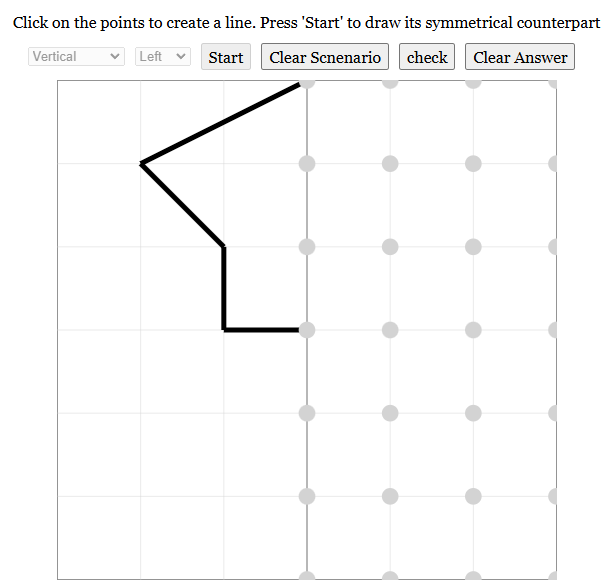 Click on the points to create a line. Press 'Start' to draw its symmetrical counterpart
Vertical Left Start Clear Scnenario check Clear Answer